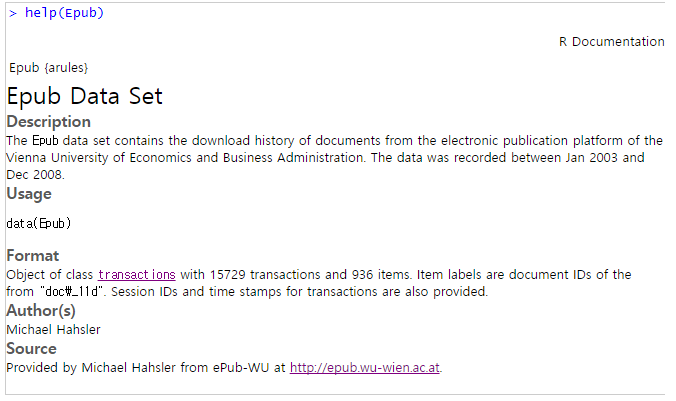 > help(Epub)
R Documentation
Epub {arules}
Epub Data Set
Description
The Epub data set contains the download history of documents from the electronic publication platform of the
Vienna University of Economics and Business Administration. The data was recorded between Jan 2003 and
Dec 2008.
Usage
data(Epub)
Format
Object of class transactions with 15729 transactions and 936 items. Item labels are document IDs of the
from "doc₩_11d". Session IDs and time stamps for transactions are also provided.
Author(s)
Michael Hahsler
Source
Provided by Michael Hahsler from ePub-WU at http://epub.wu-wien.ac.at.